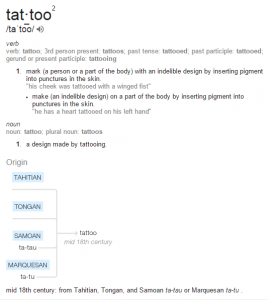 tat·too²
/taˈto͞o/
verb
verb: tattoo; 3rd person present: tattoos; past tense: tattooed; past participle: tattooed;
gerund or present participle: tattooing
1. mark (a person or a part of the body) with an indelible design by inserting pigment
into punctures in the skin.
"his cheek was tattooed with a winged fist"
• make (an indelible design) on a part of the body by inserting pigment into
punctures in the skin.
"he has a heart tattooed on his left hand"
noun
noun: tattoo; plural noun: tattoos
1. a design made by tattooing.
Origin
TAHITIAN
TONGAN
SAMOAN
ta-tau
tattoo
mid 18th century
MARQUESAN
ta-tu
mid 18th century: from Tahitian, Tongan, and Samoan ta-tau or Marquesan ta-tu .